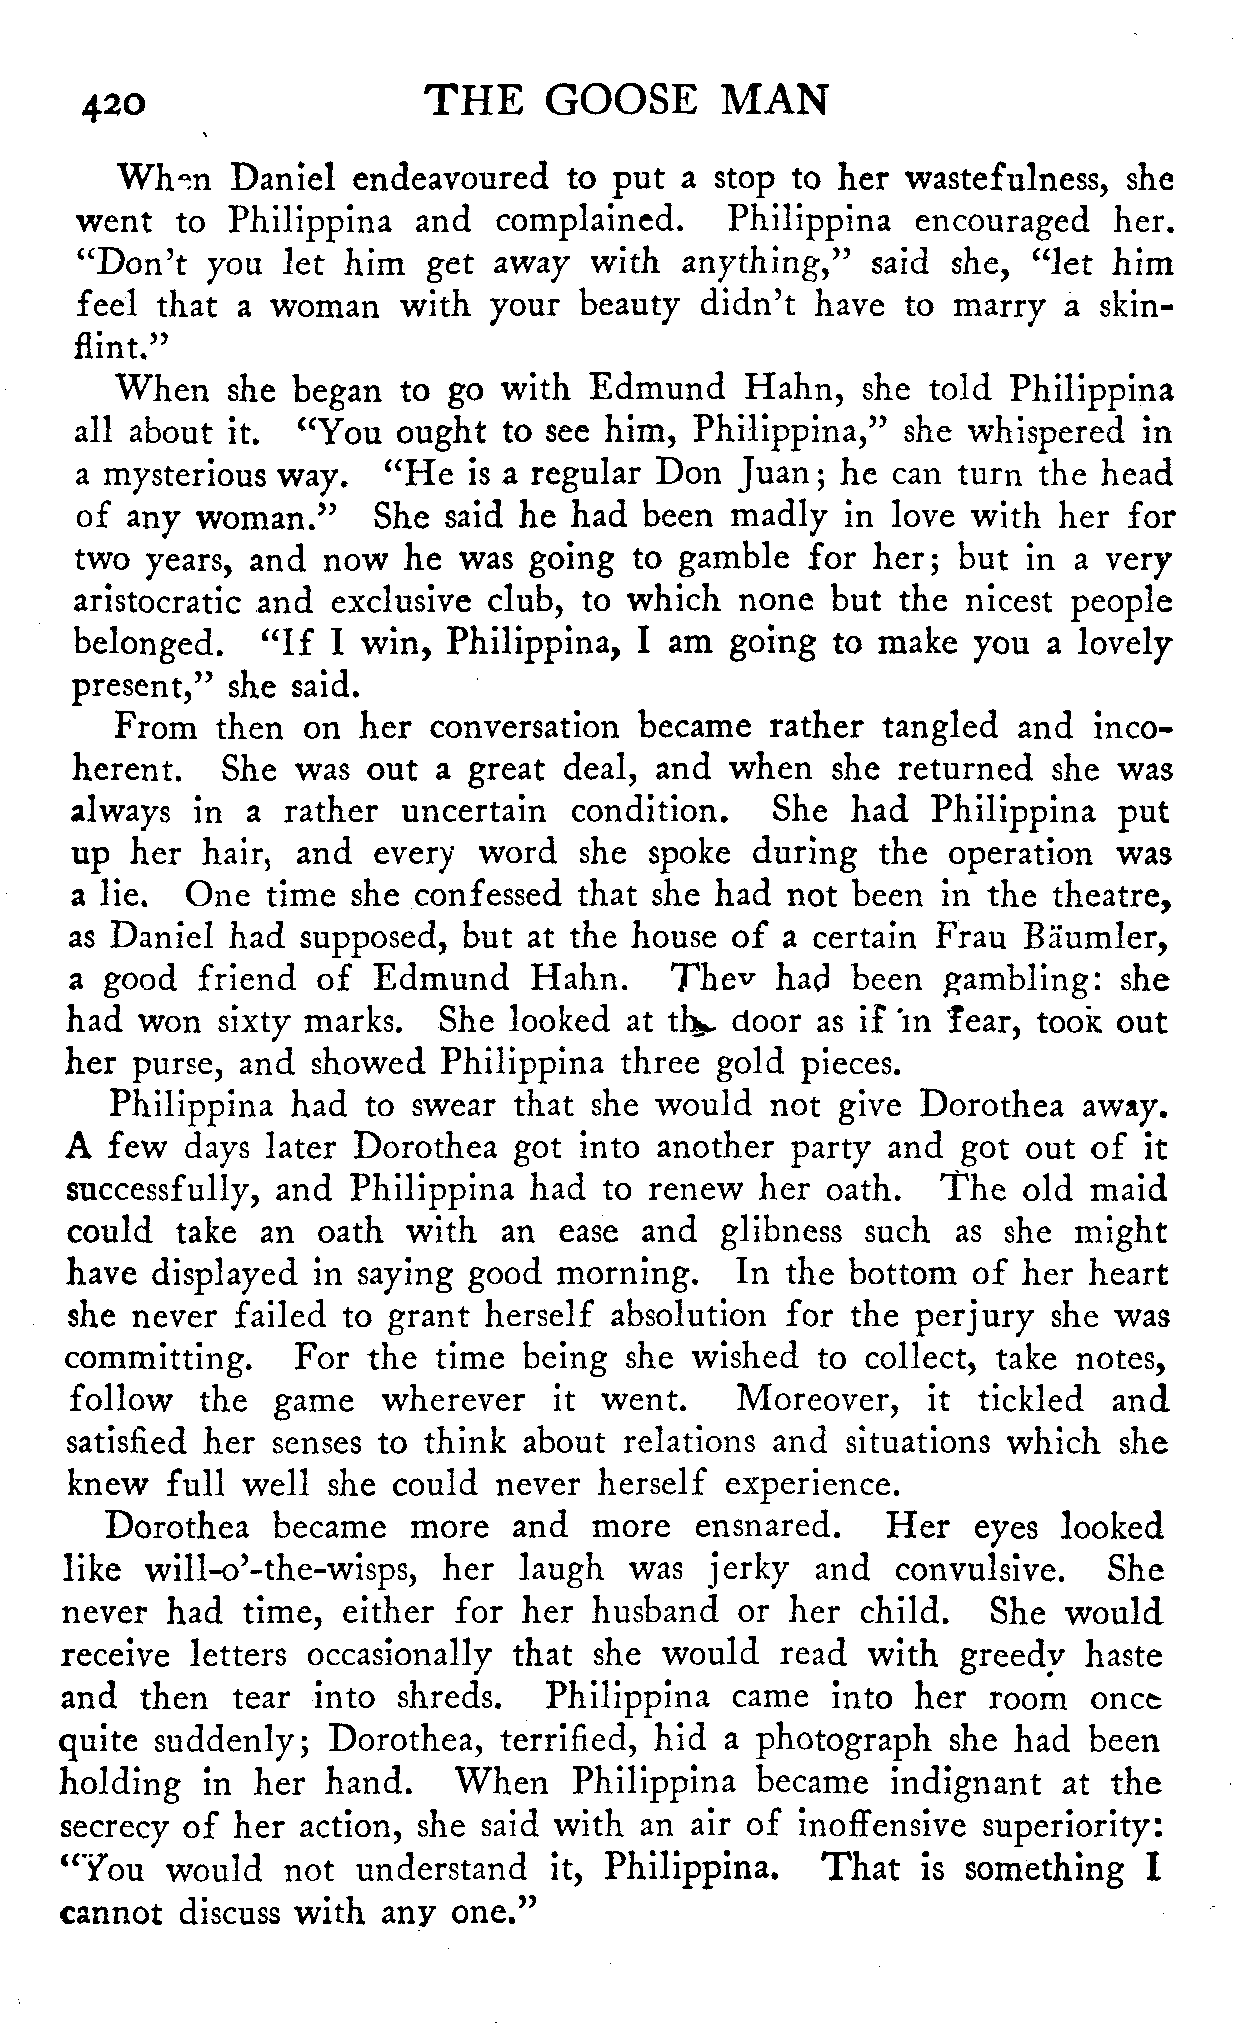 420 THE GOOSE MAN
When Daniel endeavoured to put a stop to her wastefulness, she
went to Philippina and complained. Philippina encouraged her.
“Don’t you let him get away with anything,” said she, “let him
feel that a woman with your beauty didn’t have to marry a skin-
flint.”
When she began to go with Edmund Hahn, she told Philippina
all about it. “You ought to see him, Philippina,” she whispered in
a mysterious way. “He is a regular Don Juan; he can turn the head
of any woman.” She said he had been madly in love with her for
two years, and now he was going to gamble for her; but in a very
aristocratic and exclusive club, to which none but the nicest people
belonged. “If I win, Philippina, I am going to make you a lovely
present,” she said.
From then on her conversation became rather tangled and inco-
herent. She was out a great deal, and when she returned she was
always in a rather uncertain condition. She had Philippina put
up her hair, and every word she spoke during the operation was
a lie. One time she confessed that she had not been in the theatre,
as Daniel had supposed, but at the house of a certain Frau Bäumler,
a good friend of Edmund Hahn. They had been gambling: she
had won sixty marks. She looked at the door as if in fear, took out
her purse, and showed Philippina three gold pieces.
Philippina had to swear that she would not give Dorothea away.
A few days later Dorothea got into another party and got out of it
successfully, and Philippina had to renew her oath. The old maid
could take an oath with an ease and glibness such as she might
have displayed in saying good morning. In the bottom of her heart
she never failed to grant herself absolution for the perjury she was
committing. For the time being she wished to collect, take notes,
follow the game wherever it went. Moreover, it tickled and
satisfied her senses to think about relations and situations which she
knew full well she could never herself experience.
Dorothea became more and more ensnared. Her eyes looked
like will-o’-the-wisps, her laugh was jerky and convulsive. She
never had time, either for her husband or her child. She would
receive letters occasionally that she would read with greedy haste
and then tear into shreds. Philippina came into her room once
quite suddenly; Dorothea, terrified, hid a photograph she had been
holding in her hand. When Philippina became indignant at the
secrecy of her action, she said with an air of inoffensive superiority:
“You would not understand it, Philippina. That is something I
cannot discuss with any one.”